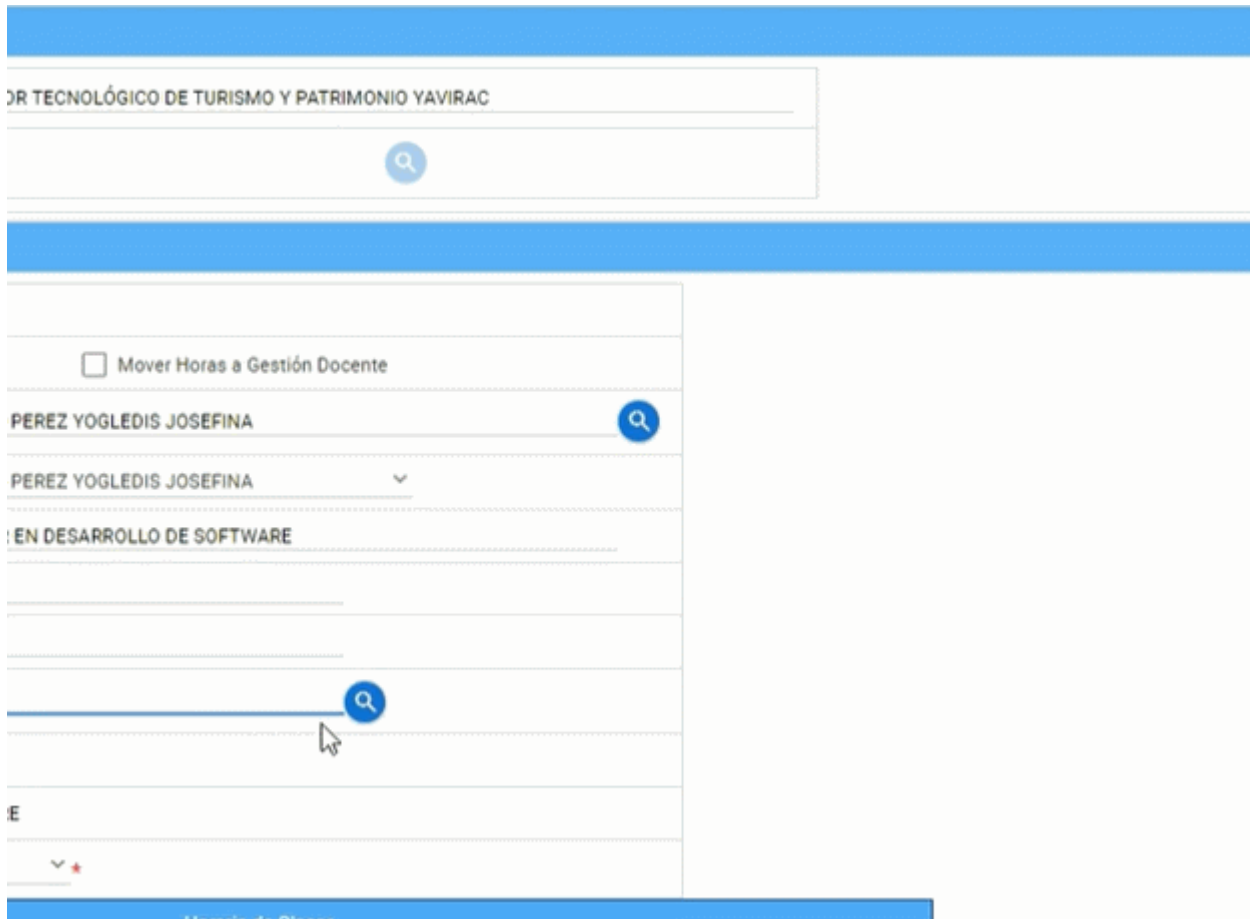 OR TECNOLÓGICO DE TURISMO Y PATRIMONIO YAVIRAC
Mover Horas a Gestión Docente
PEREZ YOGLEDIS JOSEFINA
PEREZ YOGLEDIS JOSEFINA
EN DESARROLLO DE SOFTWARE
RE
*